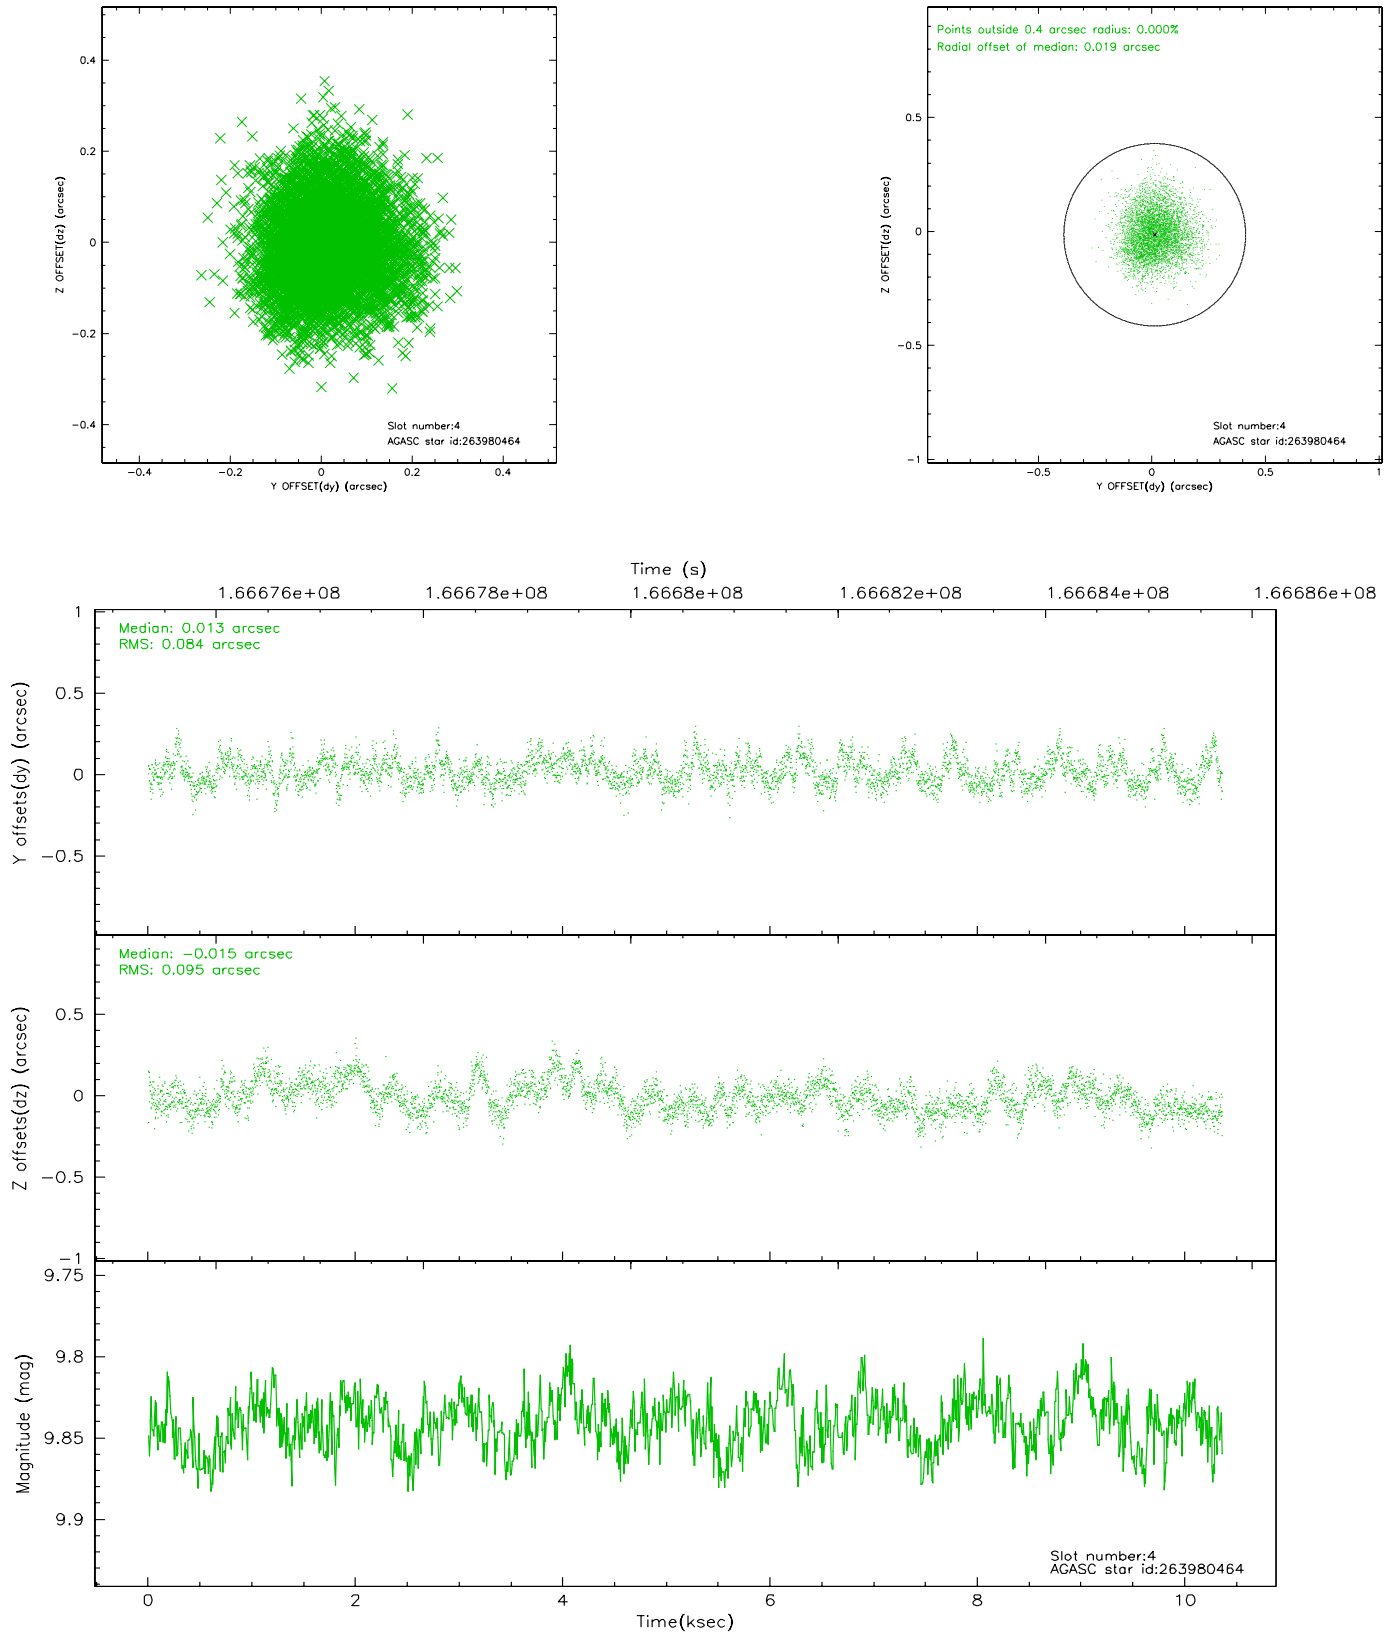 0.4
0.2
0
-0.2
-0.4
Z OFFSET(dz) (arcsec)
Slot number:4
AGASC star id:263980464
-0.4 -0.2 0 0.2 0.4
Y OFFSET(dy) (arcsec)
Points outside 0.4 arcsec radius: 0.000%
Radial offset of median: 0.019 arcsec
0.5
0
-0.5
-1
Z OFFSET(dz) (arcsec)
Slot number:4
AGASC star id:263980464
-0.5 0 0.5 1
Y OFFSET(dy) (arcsec)
Time (s)
1.66676e+08 1.66678e+08 1.6668e+08 1.66682e+08 1.66684e+08 1.66686e+08
Median: 0.013 arcsec
RMS: 0.084 arcsec
1
0.5
0
-0.5
Y offsets(dy) (arcsec)
Median: -0.015 arcsec
RMS: 0.095 arcsec
0.5
0
-0.5
-1
Z offsets(dz) (arcsec)
9.75
9.8
9.85
9.9
Magnitude (mag)
Slot number:4
AGASC star id:263980464
0 2 4 6 8 10
Time(ksec)